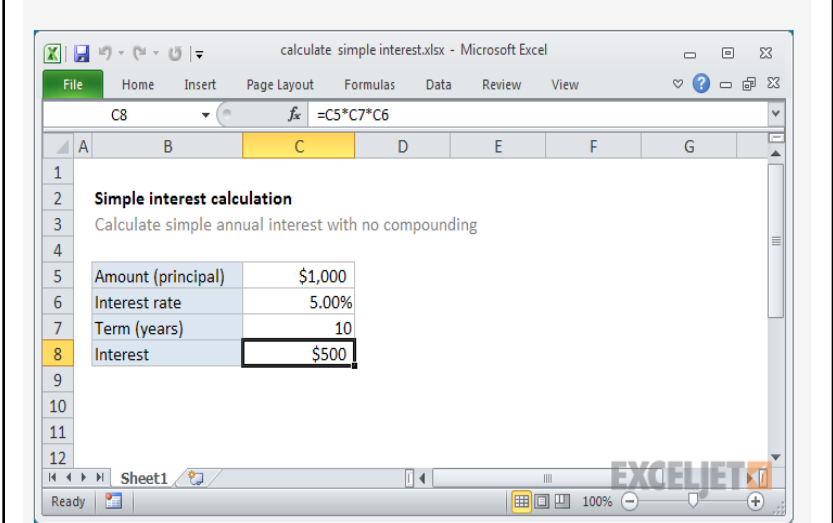 calculate simple interest.xlsx - Microsoft Excel
File Home Insert Page Layout Formulas Data Review View
C8 fx =C5*C7*C6
A B C D E F G
1
2 Simple interest calculation
3 Calculate simple annual interest with no compounding
4
5 Amount (principal) $1,000
6 Interest rate 5.00%
7 Term (years) 10
8 Interest $500
9
10
11
12
Sheet1
EXCELJET
Ready 100%